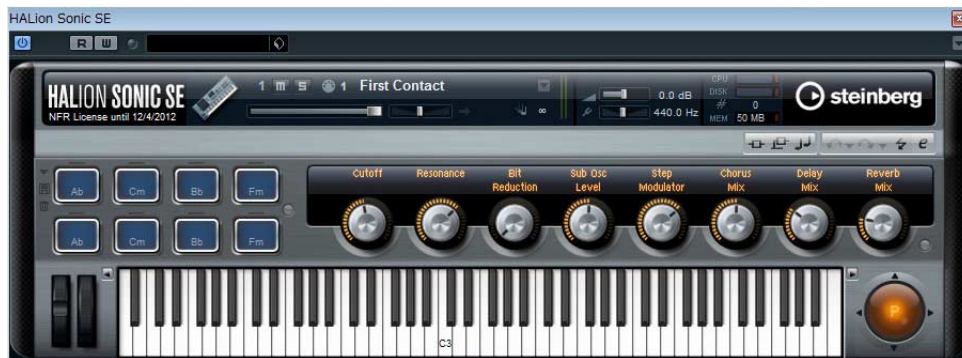 HALion Sonic SE
R W
HALION SONIC SE
NFR License until 12/4/2012
1 m s 1 First Contact
0.0 dB
440.0 Hz
CPU
DISK
# 0
MEM 50 MB
steinberg
e
Ab Cm Bb Fm
Ab Cm Bb Fm
Cutoff
Resonance
Bit
Reduction
Sub Osc
Level
Step
Modulator
Chorus
Mix
Delay
Mix
Reverb
Mix
C3
P